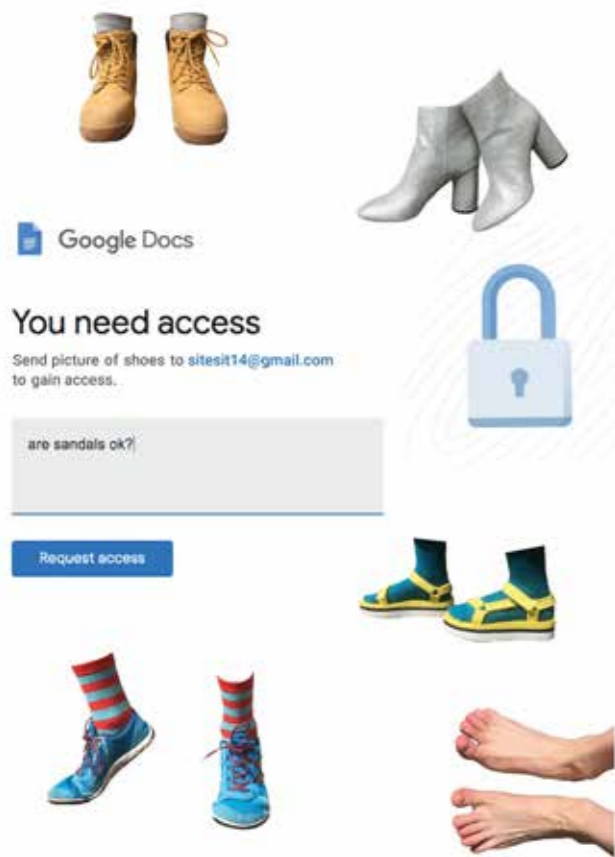 Google Docs
You need access
Send picture of shoes to sitesit14@gmail.com
to gain access.
are sandals ok?
Request access